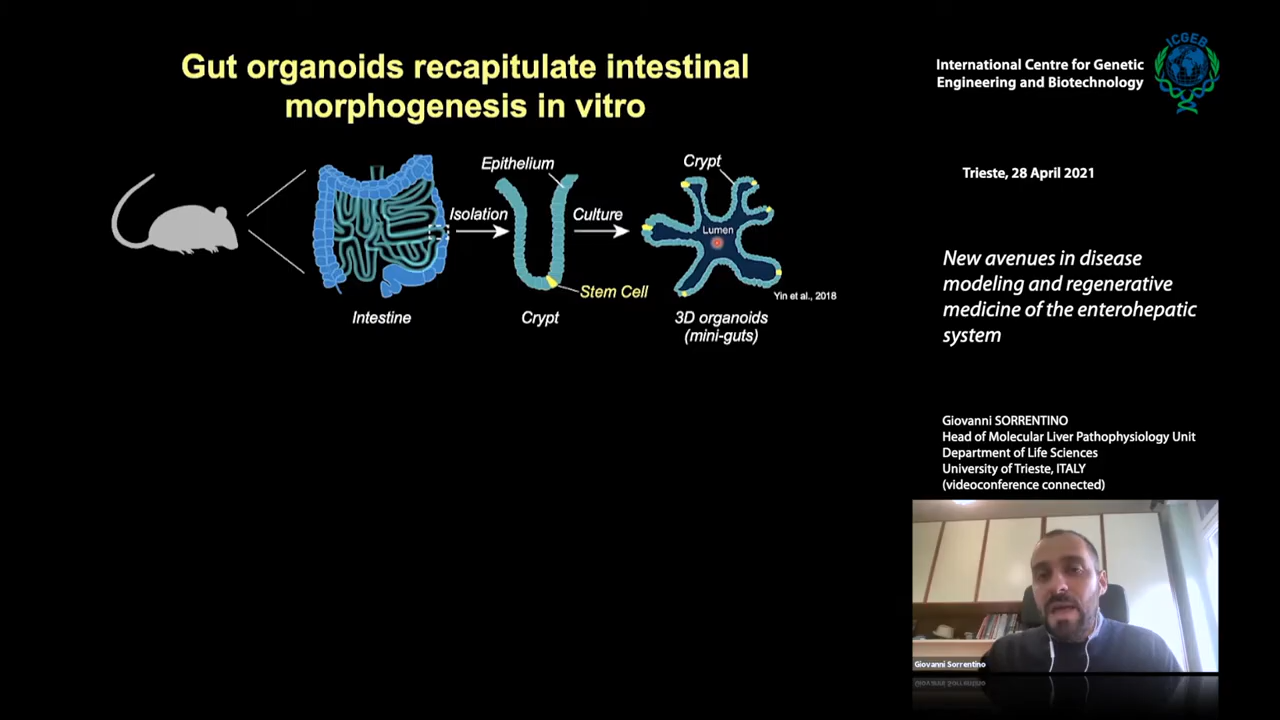 Gut organoids recapitulate intestinal
morphogenesis in vitro
Epithelium
Crypt
Isolation
Culture
Lumen
Stem Cell
Yin et al., 2018
Intestine
Crypt
3D organoids
(mini-guts)
International Centre for Genetic
Engineering and Biotechnology
ICGEB
Trieste, 28 April 2021
New avenues in disease
modeling and regenerative
medicine of the enterohepatic
system
Giovanni SORRENTINO
Head of Molecular Liver Pathophysiology Unit
Department of Life Sciences
University of Trieste, ITALY
(videoconference connected)
Giovanni Sorrentino